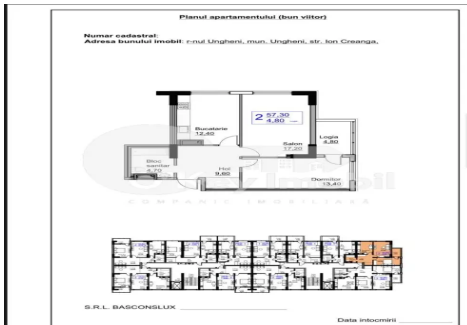 Planul apartamentului (bun viitor)
Numar cadastral:
Adresa bunului imobil: r-nul Ungheni, mun. Ungheni, str. Ion Creanga,
2 57.30
4.80
Bucatarie
12.40
Salon
17.20
Logia
4.80
Bloc
sanitar
4.70
Hol
9.60
Dormitor
13.40
COMPANIE IMOBILIARĂ
S.R.L. BASCONSLUX
Data intocmirii